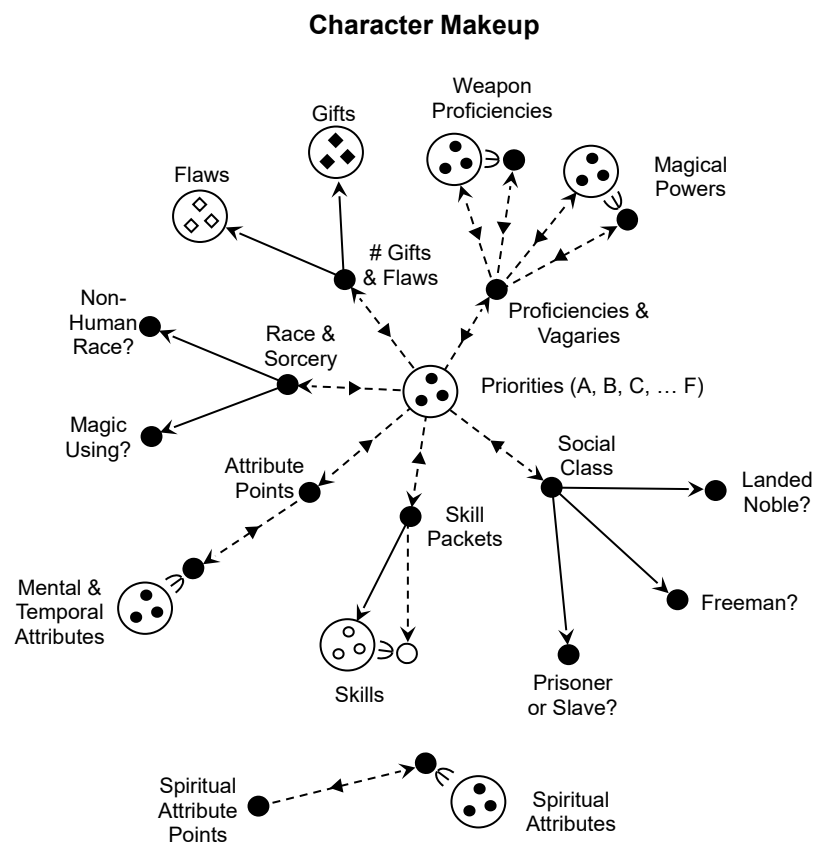 Character Makeup
Weapon
Proficiencies
Gifts
Magical
Powers
Flaws
# Gifts
& Flaws
Proficiencies &
Vagaries
Non-
Human
Race?
Race &
Sorcery
Priorities (A, B, C, … F)
Magic
Using?
Social
Class
Attribute
Points
Landed
Noble?
Skill
Packets
Mental &
Temporal
Attributes
Freeman?
Skills
Prisoner
or Slave?
Spiritual
Attribute
Points
Spiritual
Attributes